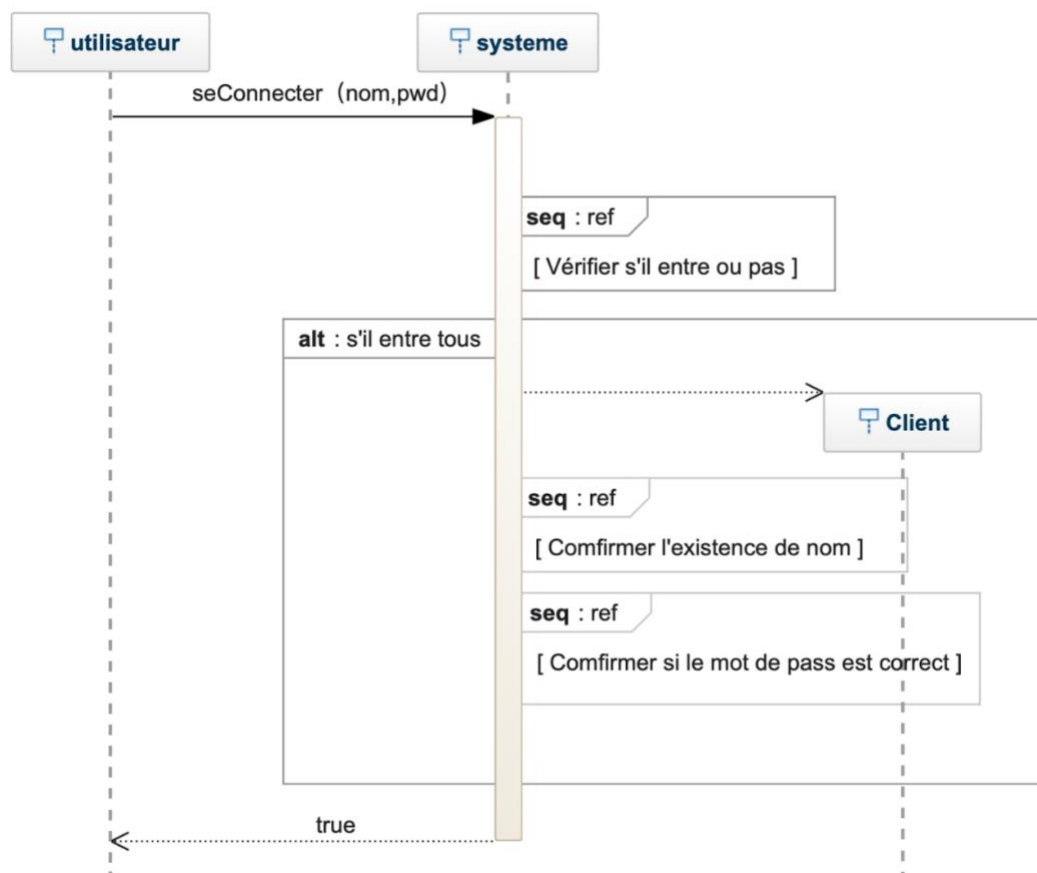 utilisateur
systeme
seConnecter（nom,pwd）
seq : ref
[ Vérifier s'il entre ou pas ]
alt : s'il entre tous
Client
seq : ref
[ Comfirmer l'existence de nom ]
seq : ref
[ Comfirmer si le mot de pass est correct ]
true